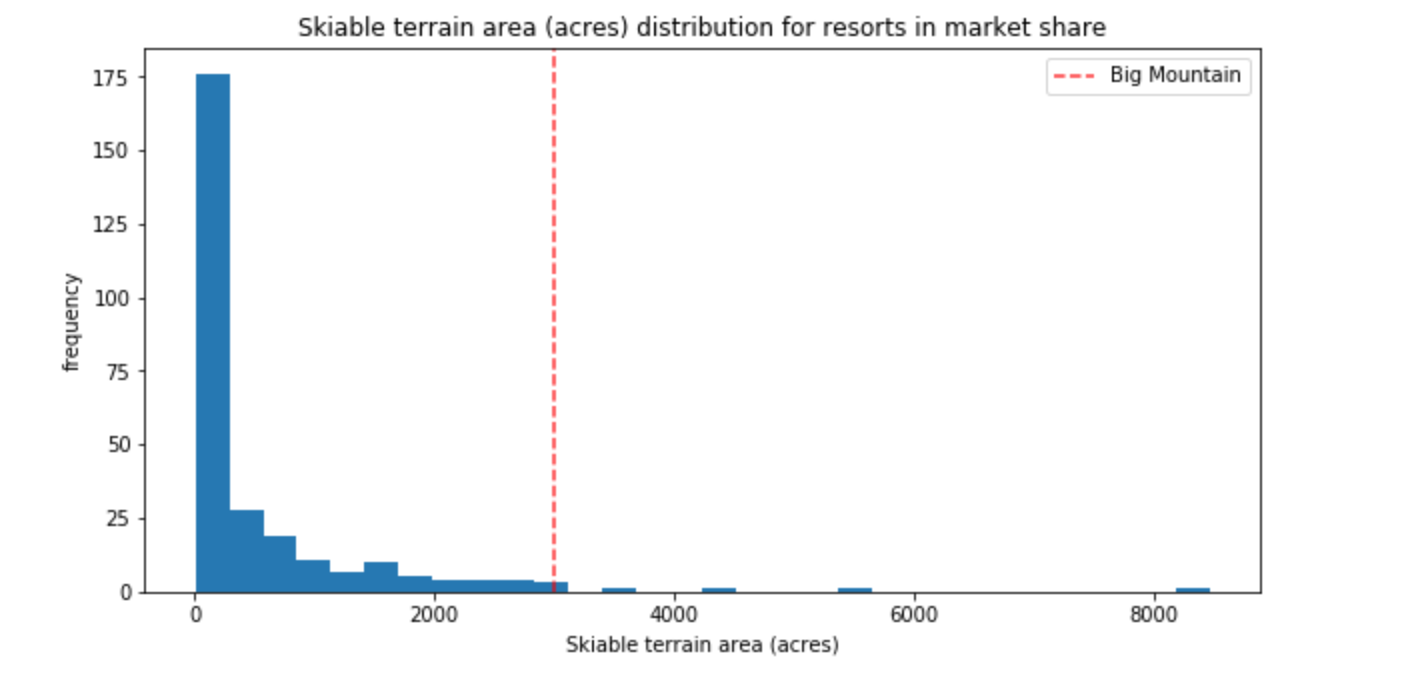 Skiable terrain area (acres) distribution for resorts in market share
Big Mountain
175
150
125
100
75
50
25
0
frequency
0 2000 4000 6000 8000
Skiable terrain area (acres)